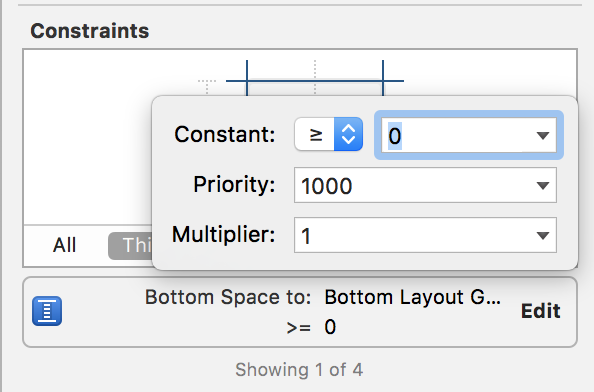 Constraints
Constant: ≥ 0
Priority: 1000
Multiplier: 1
All Thi
Bottom Space to: Bottom Layout G...
>= 0
Edit
Showing 1 of 4